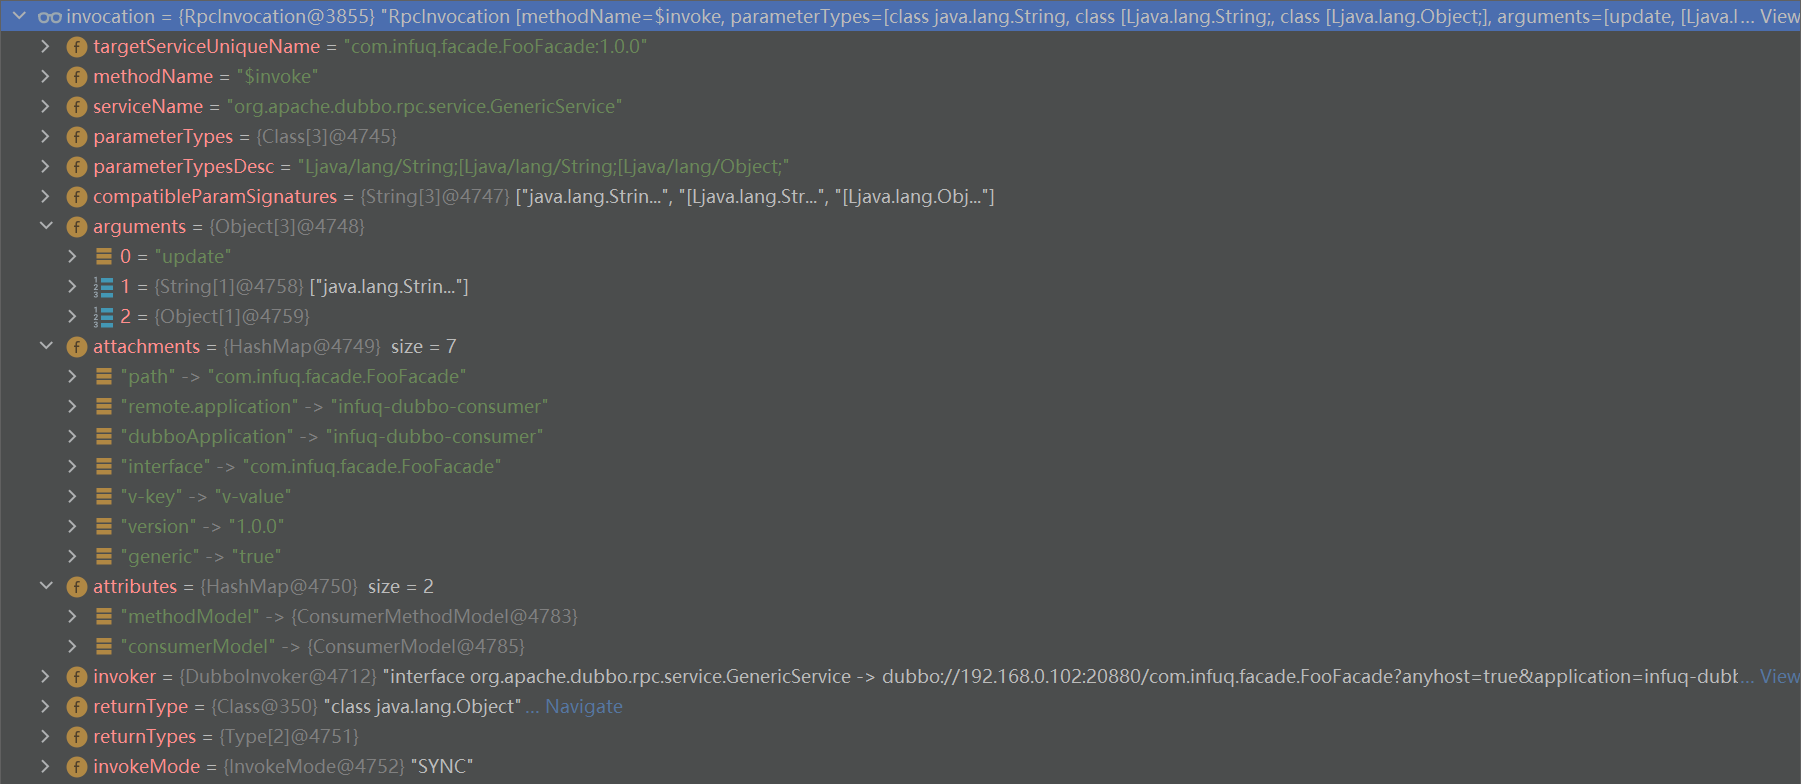 invocation = {RpcInvocation@3855} "RpcInvocation [methodName=$invoke, parameterTypes=[class java.lang.String, class [Ljava.lang.String;, class [Ljava.lang.Object;], arguments=[update, [Ljava.l... View
f targetServiceUniqueName = "com.infuq.facade.FooFacade:1.0.0"
f methodName = "$invoke"
f serviceName = "org.apache.dubbo.rpc.service.GenericService"
f parameterTypes = {Class[3]@4745}
f parameterTypesDesc = "Ljava/lang/String;[Ljava/lang/String;[Ljava/lang/Object;"
f compatibleParamSignatures = {String[3]@4747} ["java.lang.Strin...", "[Ljava.lang.Str...", "[Ljava.lang.Obj..."]
f arguments = {Object[3]@4748}
0 = "update"
1 = {String[1]@4758} ["java.lang.Strin..."]
2 = {Object[1]@4759}
f attachments = {HashMap@4749} size = 7
"path" -> "com.infuq.facade.FooFacade"
"remote.application" -> "infuq-dubbo-consumer"
"dubboApplication" -> "infuq-dubbo-consumer"
"interface" -> "com.infuq.facade.FooFacade"
"v-key" -> "v-value"
"version" -> "1.0.0"
"generic" -> "true"
f attributes = {HashMap@4750} size = 2
"methodModel" -> {ConsumerMethodModel@4783}
"consumerModel" -> {ConsumerModel@4785}
f invoker = {DubboInvoker@4712} "interface org.apache.dubbo.rpc.service.GenericService -> dubbo://192.168.0.102:20880/com.infuq.facade.FooFacade?anyhost=true&application=infuq-dubb... View
f returnType = {Class@350} "class java.lang.Object" ... Navigate
f returnTypes = {Type[2]@4751}
f invokeMode = {InvokeMode@4752} "SYNC"